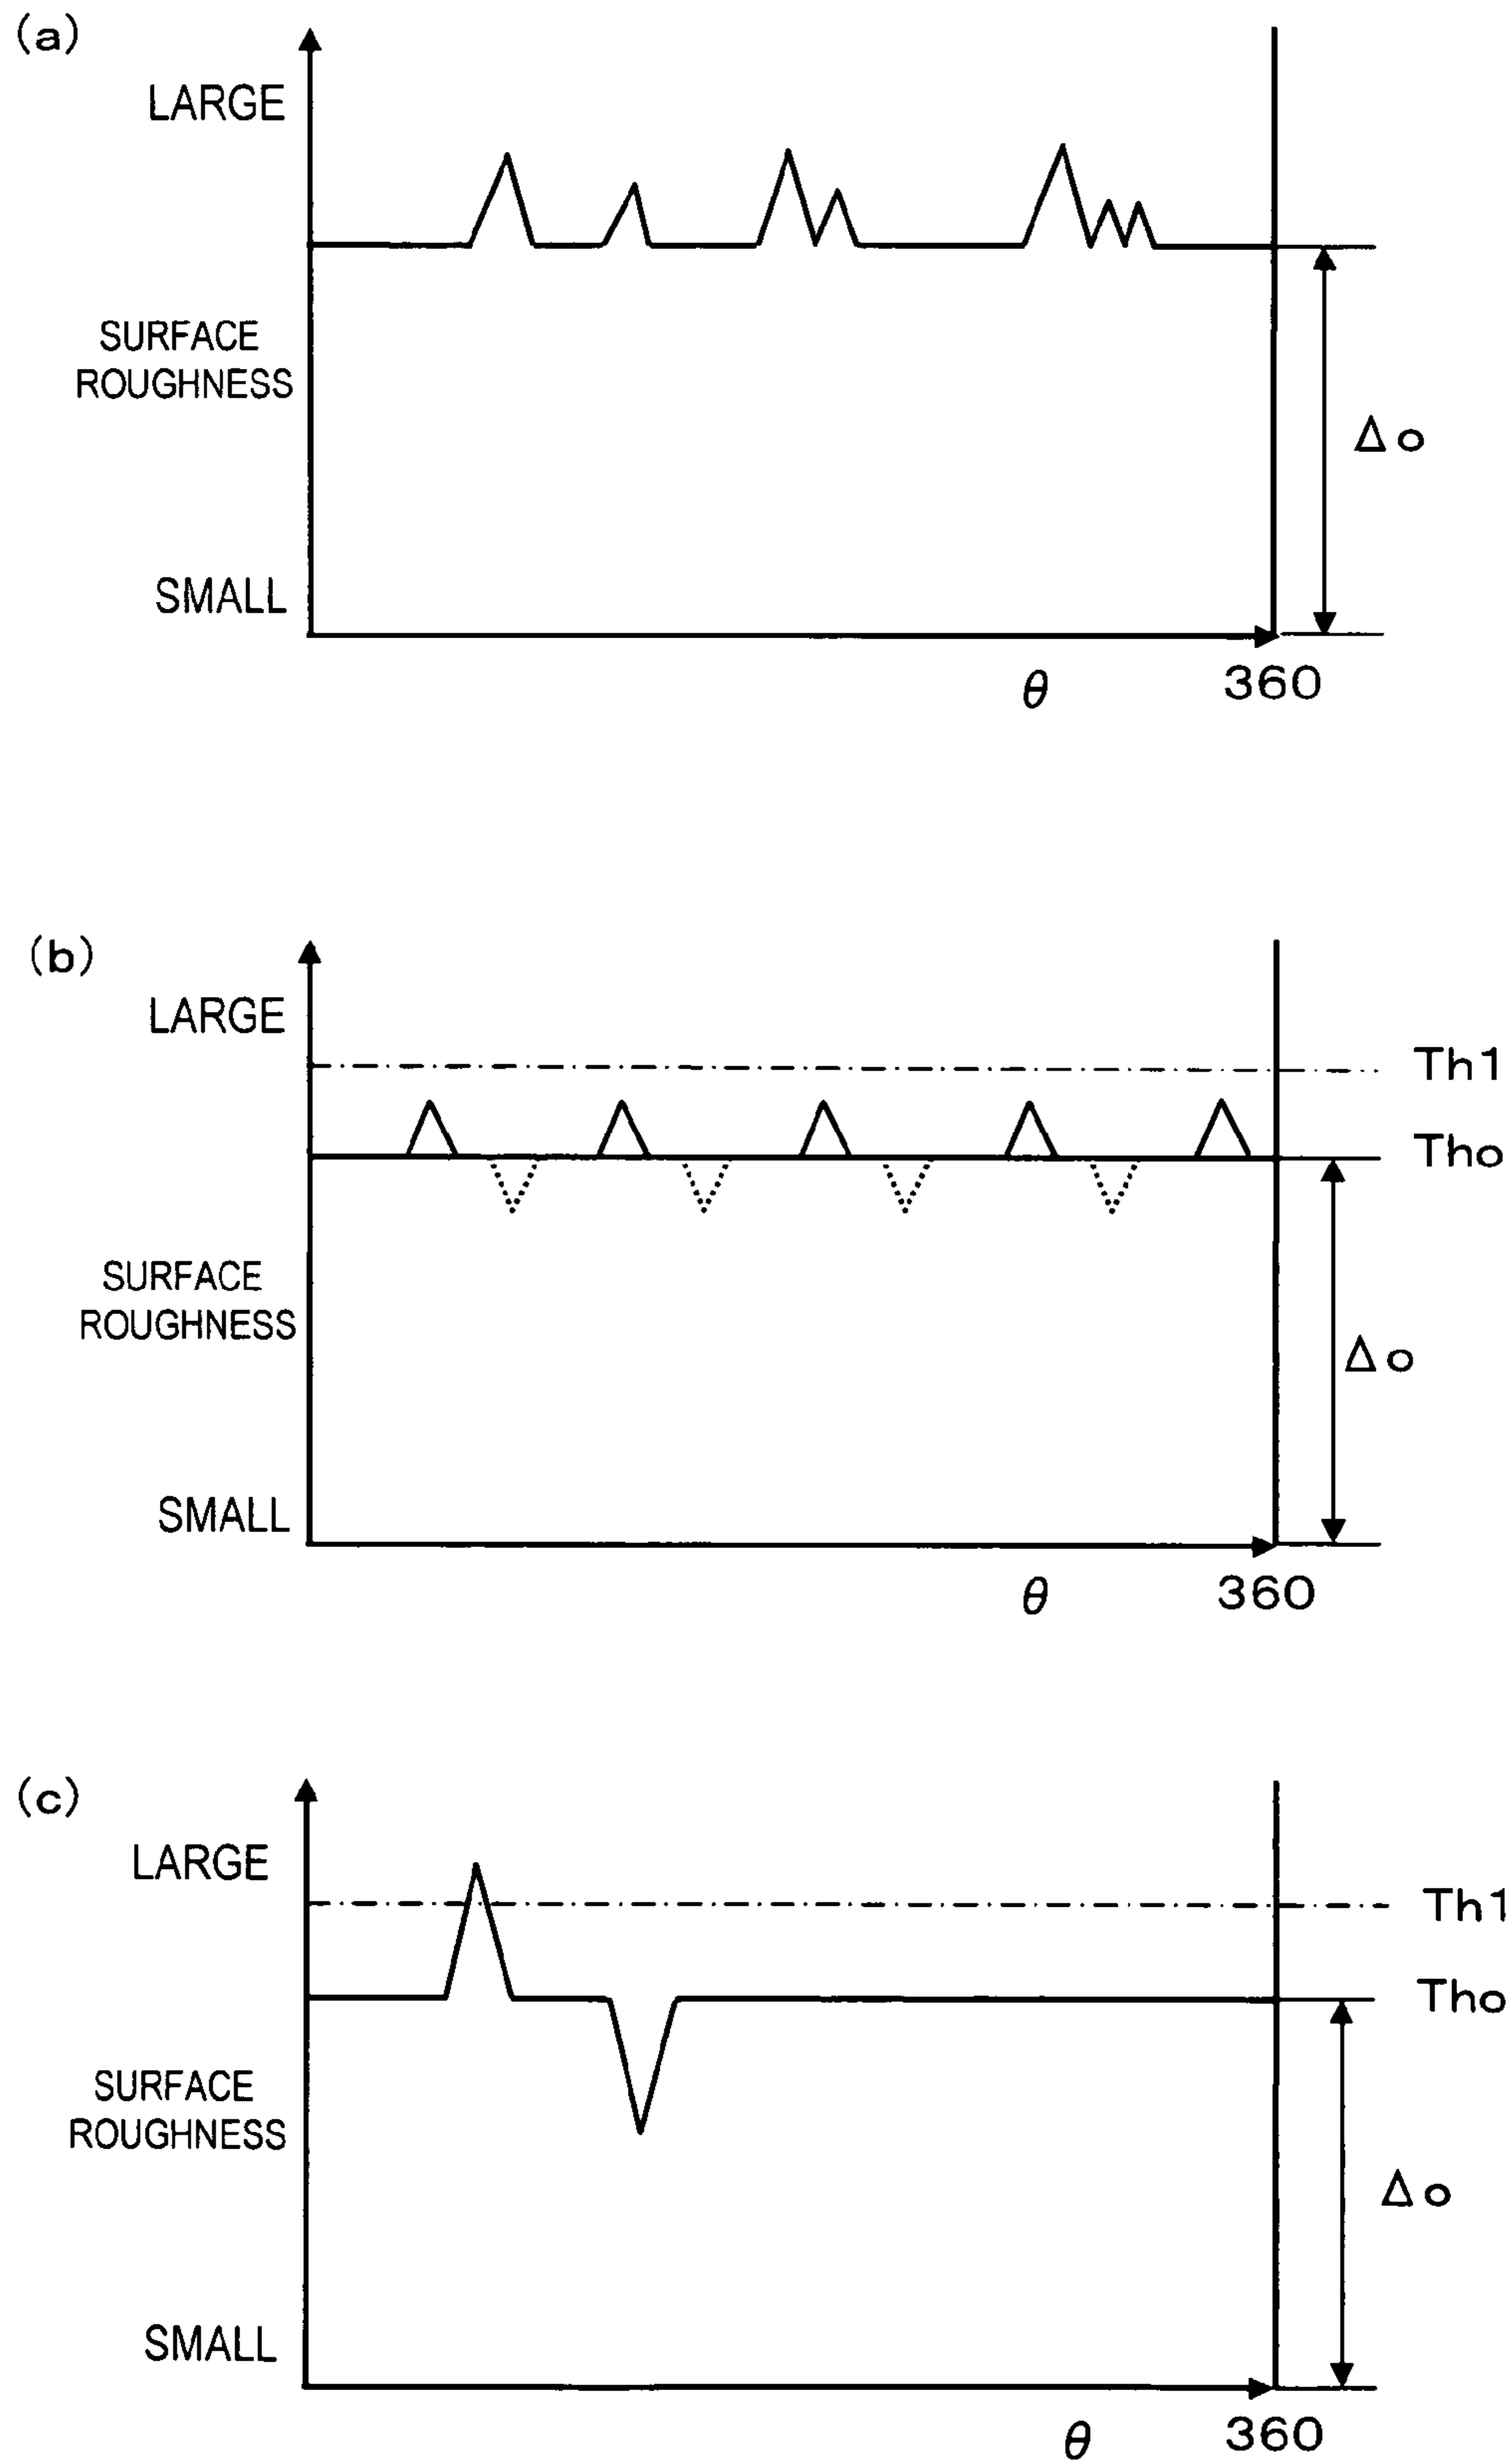 (a)
LARGE
SURFACE
ROUGHNESS
Δo
SMALL
θ
360
(b)
LARGE
Th1
Tho
SURFACE
ROUGHNESS
Δo
SMALL
θ
360
(c)
LARGE
Th1
Tho
SURFACE
ROUGHNESS
Δo
SMALL
θ
360